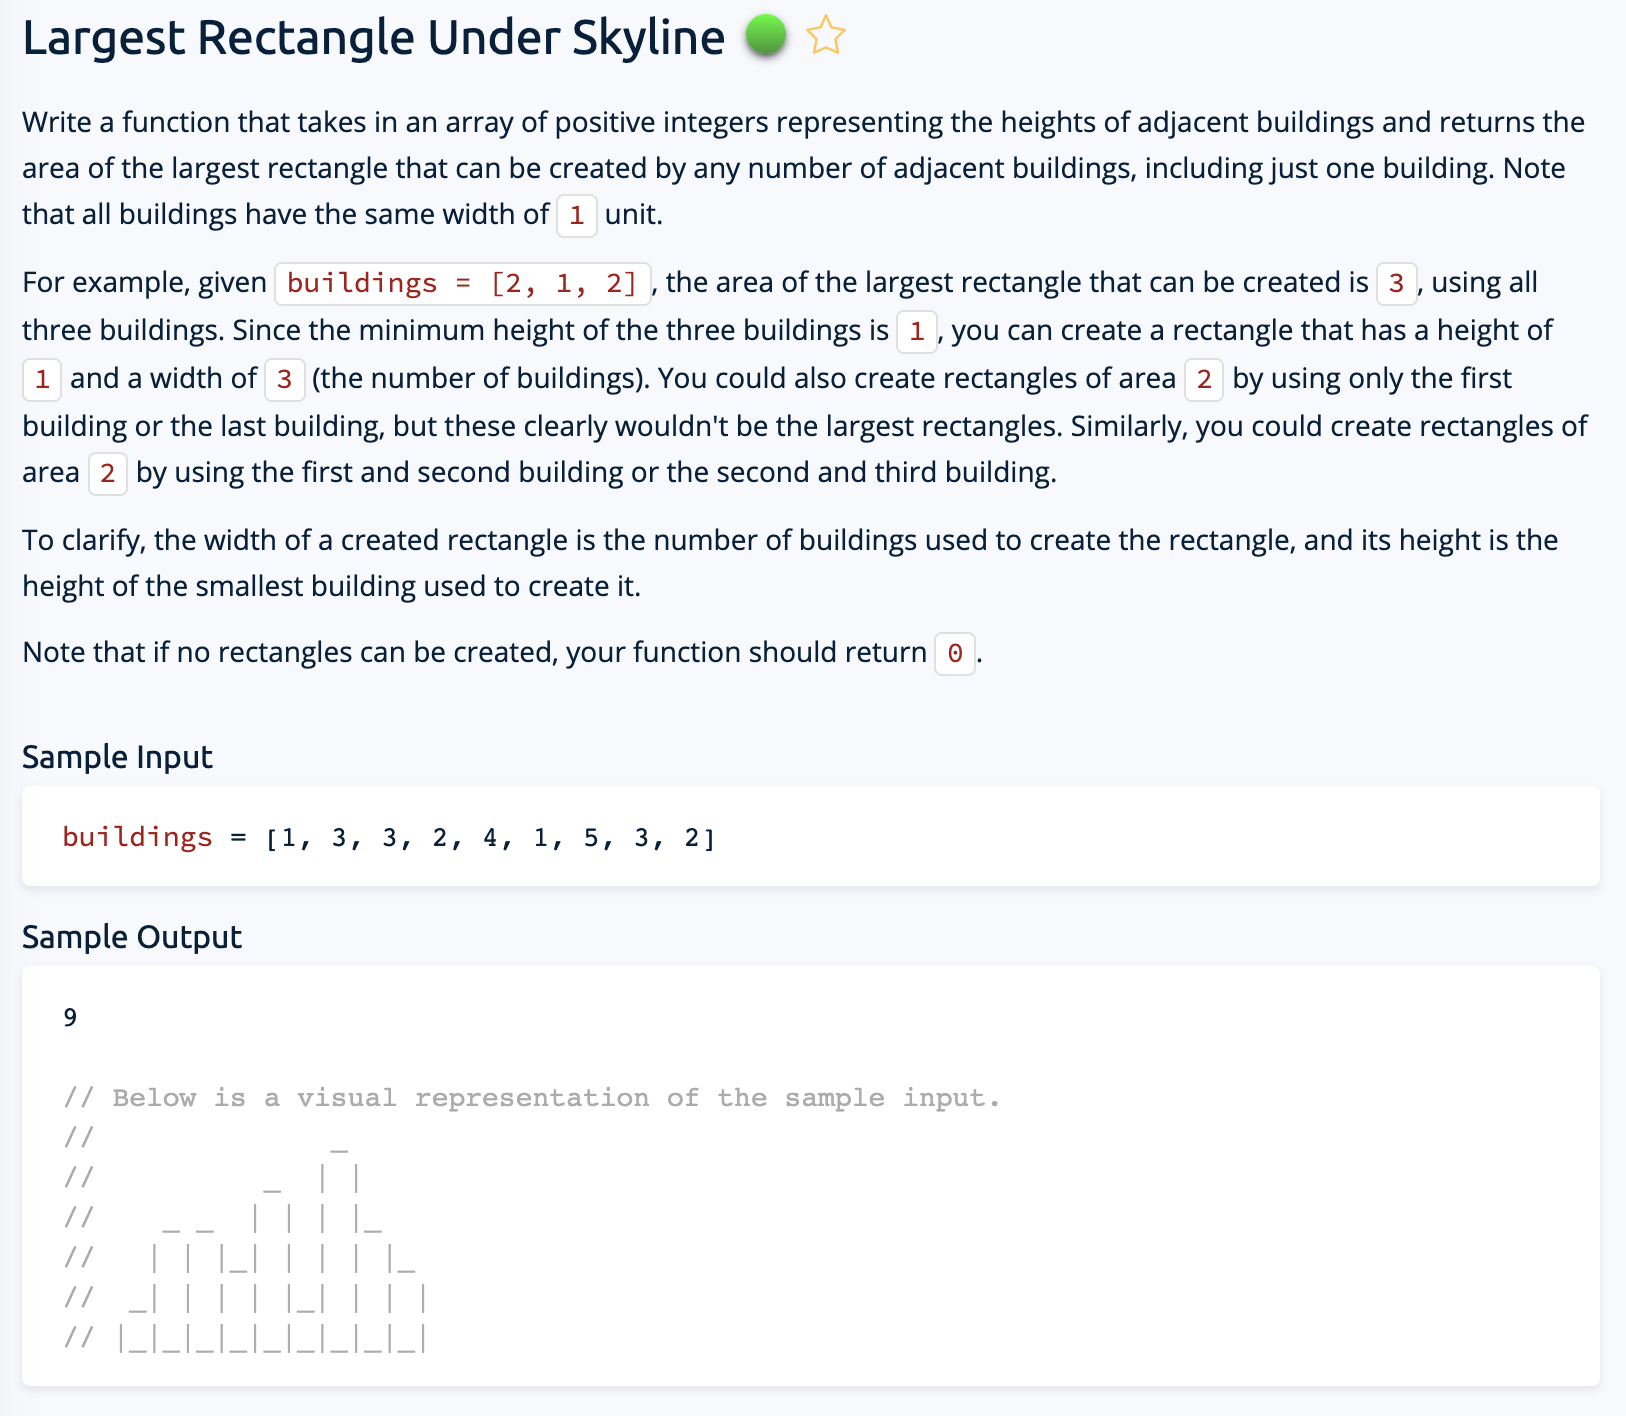 Largest Rectangle Under Skyline
Write a function that takes in an array of positive integers representing the heights of adjacent buildings and returns the
area of the largest rectangle that can be created by any number of adjacent buildings, including just one building. Note
that all buildings have the same width of 1 unit.
For example, given buildings = [2, 1, 2], the area of the largest rectangle that can be created is 3, using all
three buildings. Since the minimum height of the three buildings is 1, you can create a rectangle that has a height of
1 and a width of 3 (the number of buildings). You could also create rectangles of area 2 by using only the first
building or the last building, but these clearly wouldn't be the largest rectangles. Similarly, you could create rectangles of
area 2 by using the first and second building or the second and third building.
To clarify, the width of a created rectangle is the number of buildings used to create the rectangle, and its height is the
height of the smallest building used to create it.
Note that if no rectangles can be created, your function should return 0.
Sample Input
buildings = [1, 3, 3, 2, 4, 1, 5, 3, 2]
Sample Output
9
// Below is a visual representation of the sample input.
//              _
//          _  | |
//    _ _  | | | |_
//   | | |_| | | | |_
//  _| | | | |_| | | |
// |_|_|_|_|_|_|_|_|_|